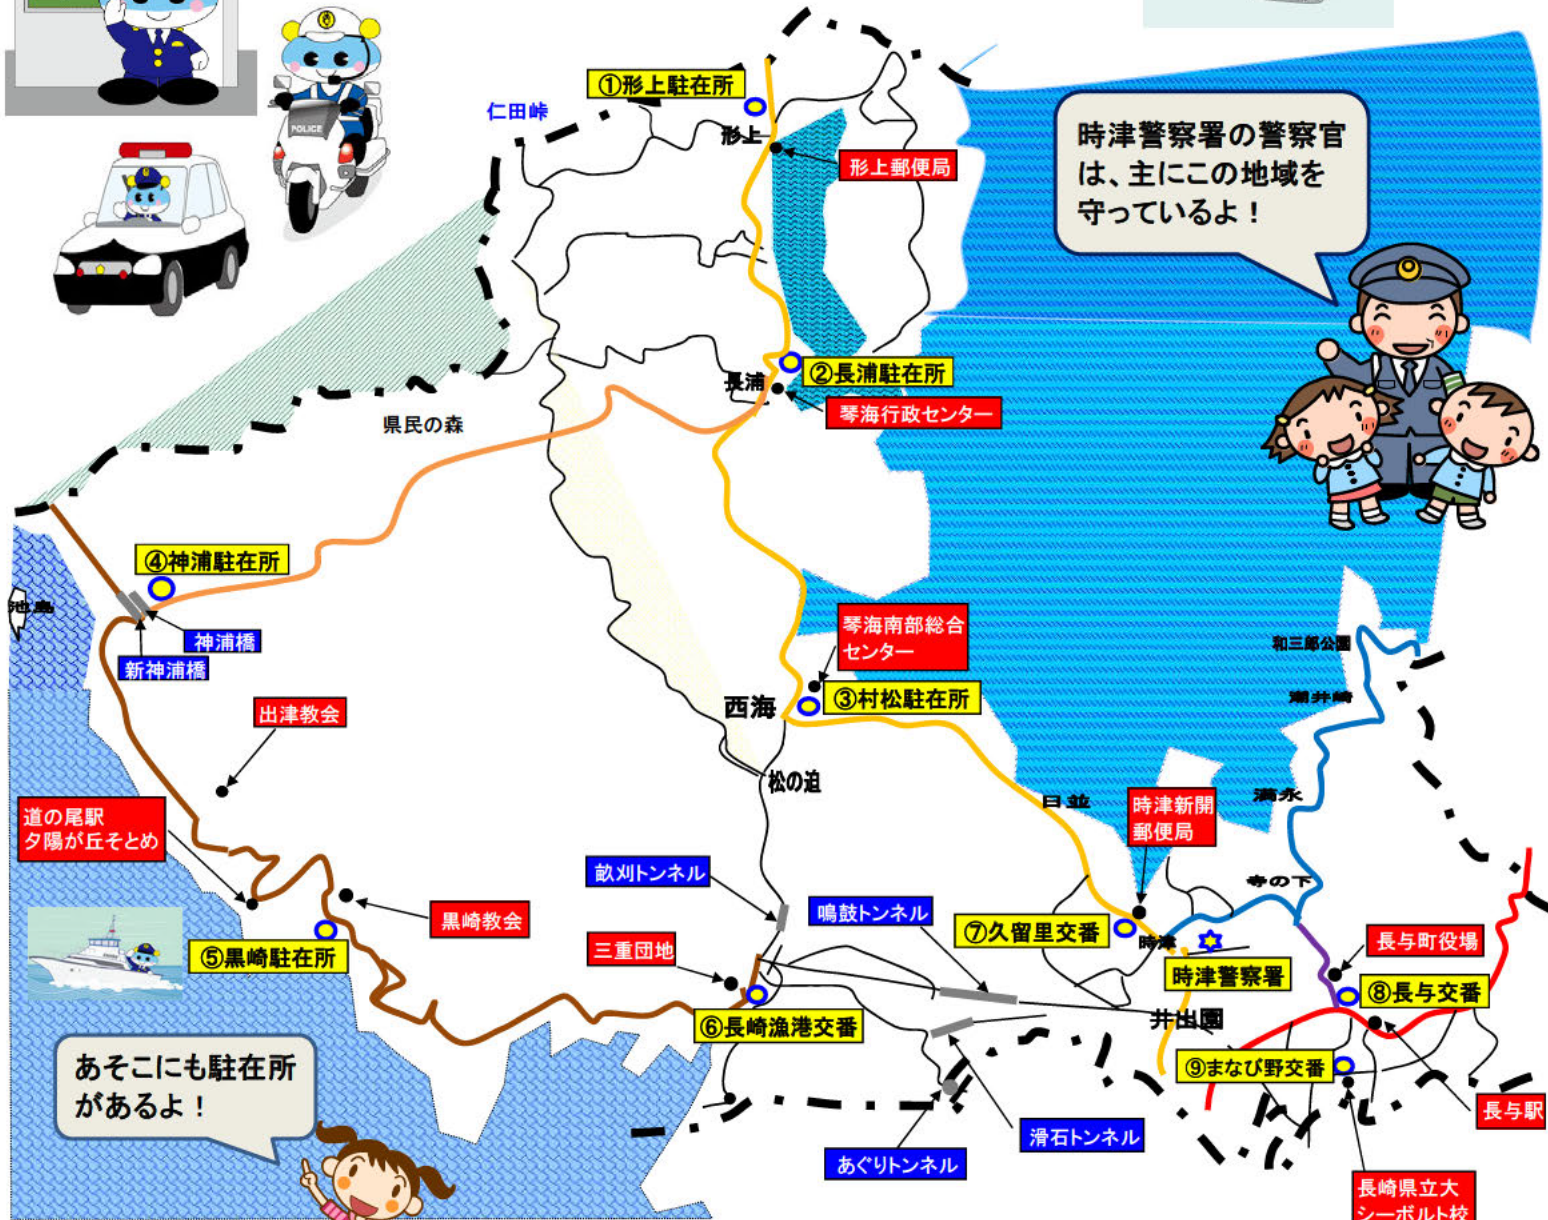 ①形上駐在所
仁田峠
POLICE
形上
形上郵便局
時津警察署の警察官
は、主にこの地域を
守っているよ！
②長浦駐在所
長浦
琴海行政センター
県民の森
④神浦駐在所
池島
神浦橋
新神浦橋
琴海南部総合
センター
和三郎公園
西海
③村松駐在所
潮井崎
出津教会
松の迫
日並
満永
時津新開
郵便局
道の尾駅
夕陽が丘そとめ
畝刈トンネル
寺の下
黒崎教会
鳴鼓トンネル
⑦久留里交番
時津
長与町役場
⑤黒崎駐在所
三重団地
時津警察署
⑧長与交番
⑥長崎漁港交番
井出園
⑨まなび野交番
あそこにも駐在所
があるよ！
長与駅
滑石トンネル
あぐりトンネル
長崎県立大
シーボルト校